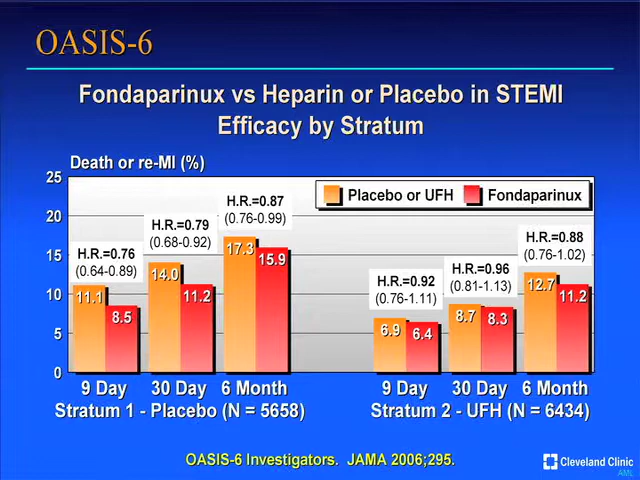 OASIS-6
Fondaparinux vs Heparin or Placebo in STEMI
Efficacy by Stratum
Death or re-MI (%)
25
20
15
10
5
0
Placebo or UFH
Fondaparinux
H.R.=0.76
(0.64-0.89)
11.1
8.5
H.R.=0.79
(0.68-0.92)
14.0
11.2
H.R.=0.87
(0.76-0.99)
17.3
15.9
H.R.=0.92
(0.76-1.11)
6.9
6.4
H.R.=0.96
(0.81-1.13)
8.7
8.3
H.R.=0.88
(0.76-1.02)
12.7
11.2
9 Day 30 Day 6 Month
Stratum 1 - Placebo (N = 5658)
9 Day 30 Day 6 Month
Stratum 2 - UFH (N = 6434)
OASIS-6 Investigators. JAMA 2006;295.
Cleveland Clinic
AML